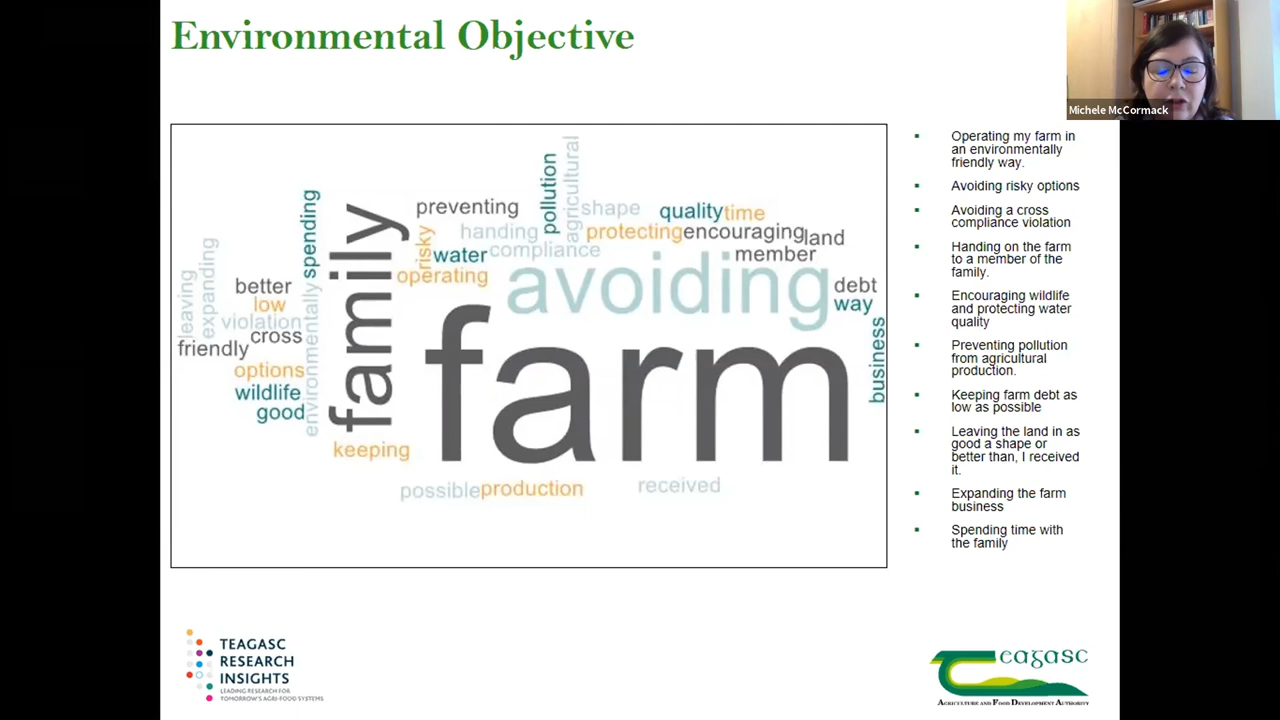 Environmental Objective
Michele McCormack
agricultural
pollution
preventing
shape
quality
time
handing
protecting
encouraging
land
risky
water
compliance
member
spending
family
operating
avoiding
debt
way
leaving
expanding
better
low
violation
environmentally
cross
friendly
options
wildlife
good
farm
business
keeping
possible
production
received
▪ Operating my farm in
an environmentally
friendly way.
▪ Avoiding risky options
▪ Avoiding a cross
compliance violation
▪ Handing on the farm
to a member of the
family.
▪ Encouraging wildlife
and protecting water
quality
▪ Preventing pollution
from agricultural
production.
▪ Keeping farm debt as
low as possible
▪ Leaving the land in as
good a shape or
better than, I received
it.
▪ Expanding the farm
business
▪ Spending time with
the family
TEAGASC
RESEARCH
INSIGHTS
LEADING RESEARCH FOR
TOMORROW'S AGRI-FOOD SYSTEMS
Teagasc
AGRICULTURE AND FOOD DEVELOPMENT AUTHORITY